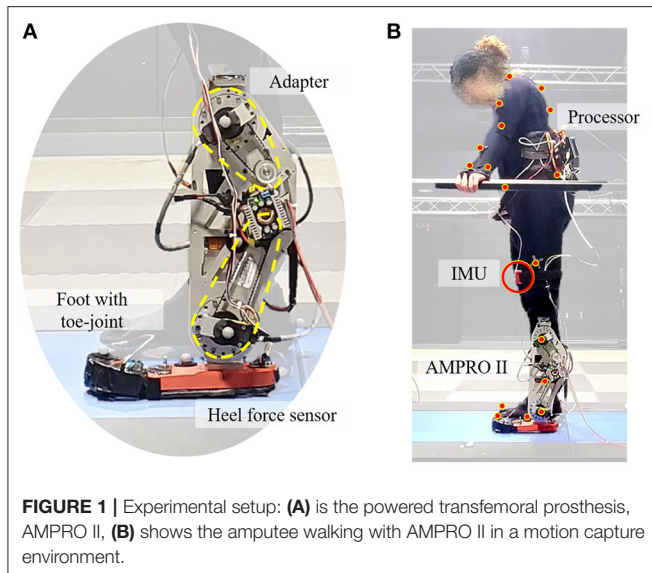 A
Adapter
Foot with
toe-joint
Heel force sensor
B
Processor
IMU
AMPRO II
FIGURE 1 | Experimental setup: (A) is the powered transfemoral prosthesis,
AMPRO II, (B) shows the amputee walking with AMPRO II in a motion capture
environment.